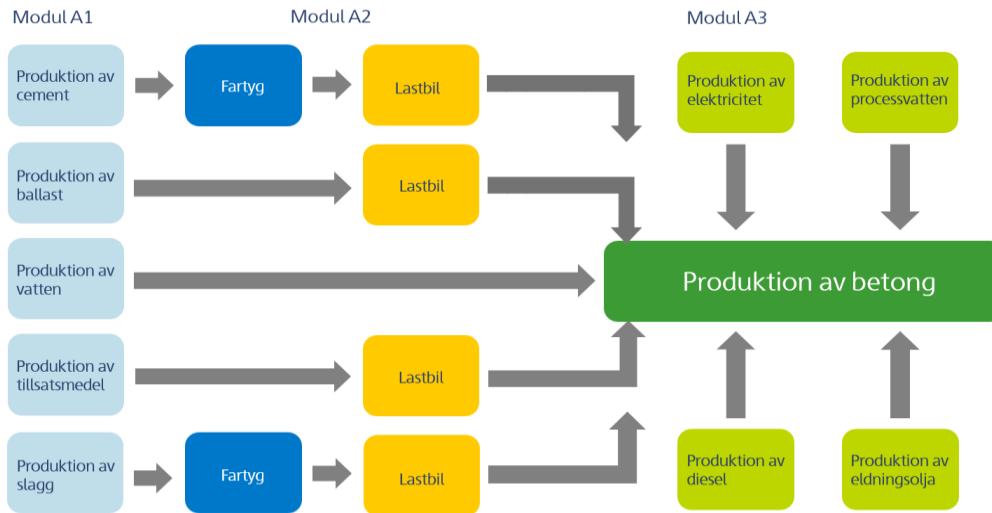 Modul A1
Modul A2
Modul A3
Produktion av
cement
Fartyg
Lastbil
Produktion av
elektricitet
Produktion av
processvatten
Produktion av
ballast
Lastbil
Produktion av
vatten
Produktion av betong
Produktion av
tillsatsmedel
Lastbil
Produktion av
slagg
Fartyg
Lastbil
Produktion av
diesel
Produktion av
eldningsolja